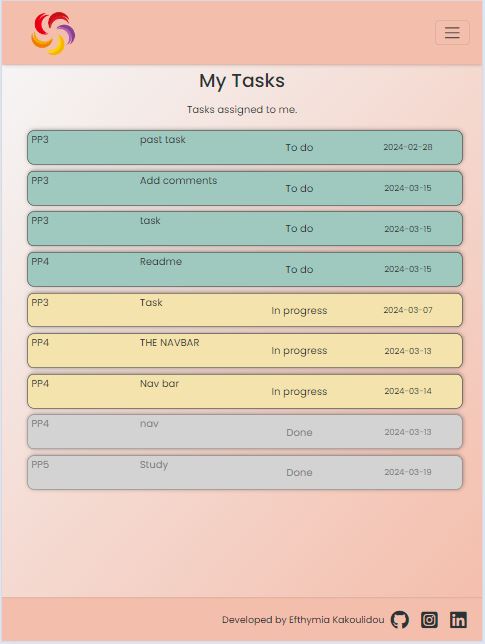 My Tasks
Tasks assigned to me.
PP3 past task To do 2024-02-28
PP3 Add comments To do 2024-03-15
PP3 task To do 2024-03-15
PP4 Readme To do 2024-03-15
PP3 Task In progress 2024-03-07
PP4 THE NAVBAR In progress 2024-03-13
PP4 Nav bar In progress 2024-03-14
PP4 nav Done 2024-03-13
PP5 Study Done 2024-03-19
Developed by Efthymia Kakoulidou